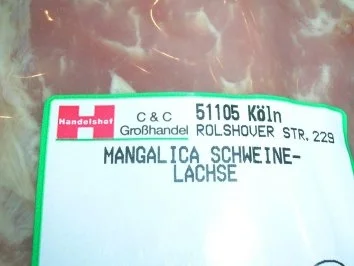 Handelshof
C & C
Großhandel
51105 Köln
ROLSHOVER STR. 229
MANGALICA SCHWEINE-
LACHSE